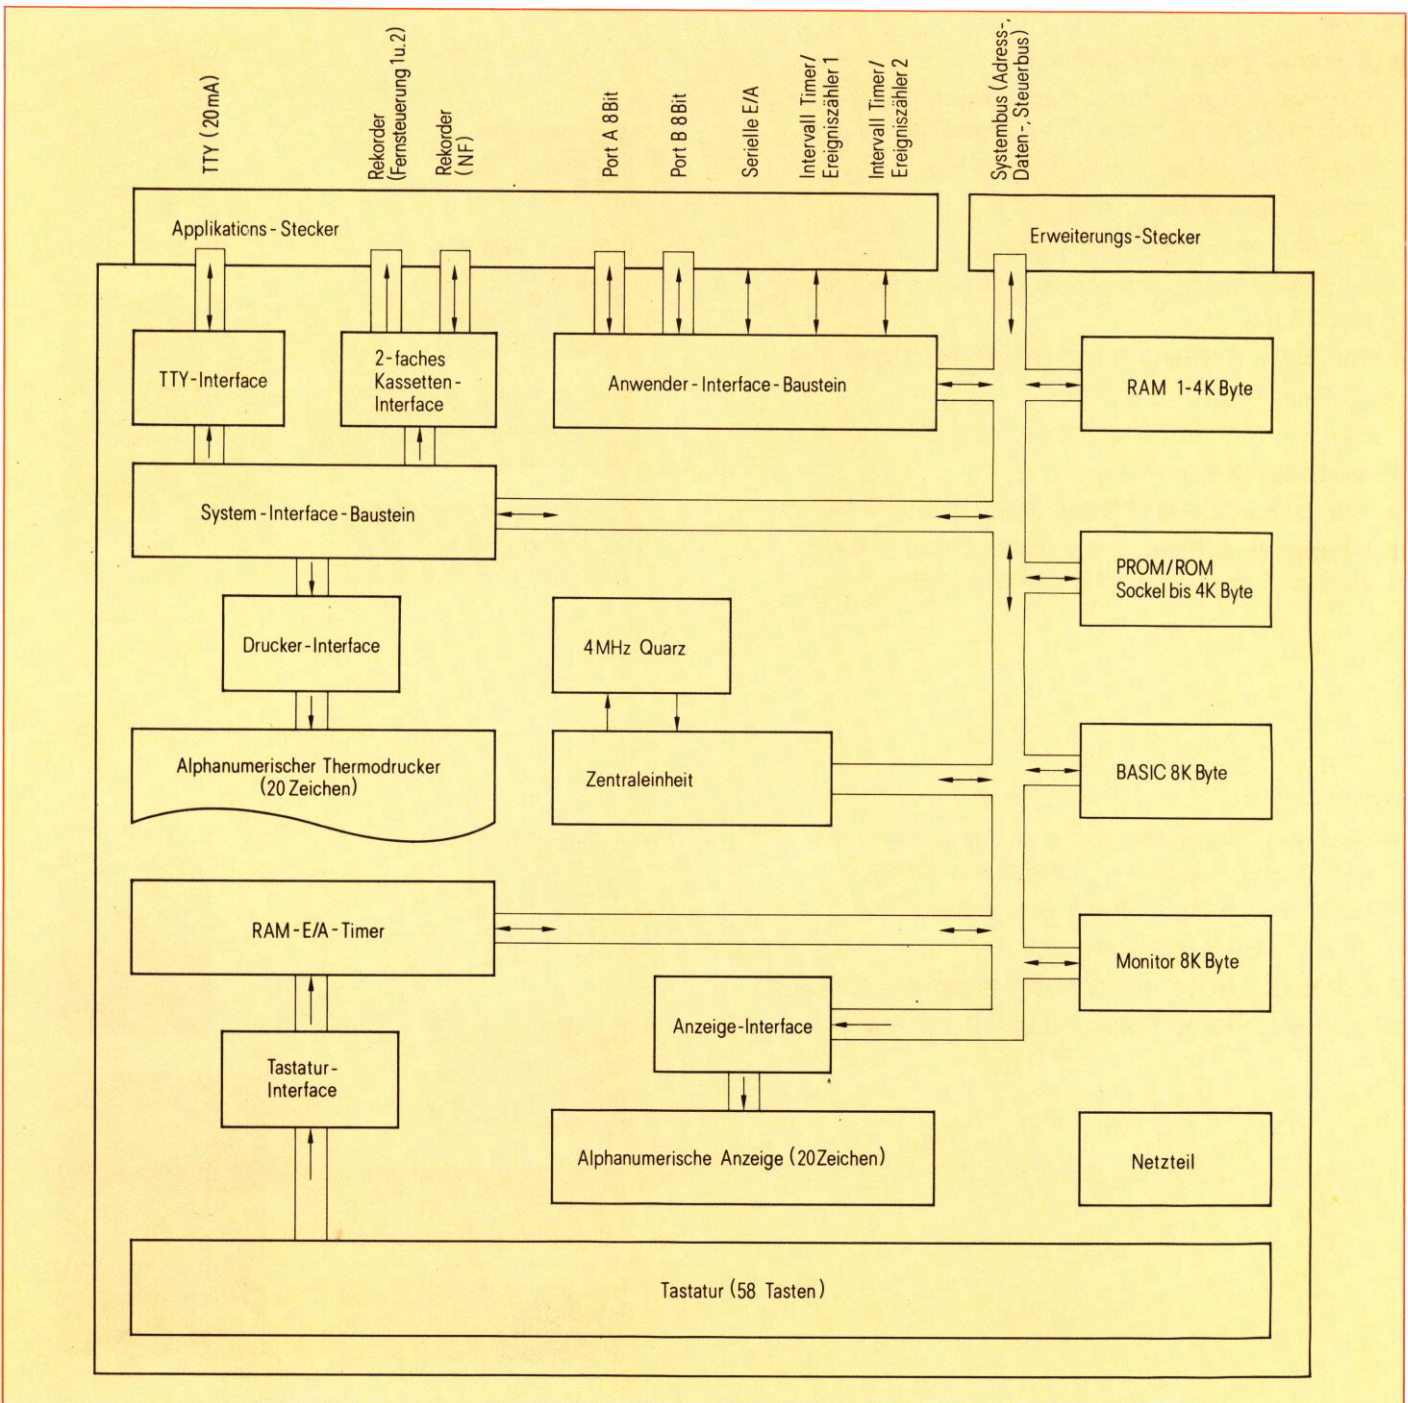 TTY (20mA)
Rekorder
(Fernsteuerung 1u.2)
Rekorder
(NF)
Port A 8Bit
Port B 8Bit
Serielle E/A
Intervall Timer/
Ereigniszähler 1
Intervall Timer/
Ereigniszähler 2
Systembus (Adress-,
Daten-, Steuerbus)
Applikations-Stecker
Erweiterungs-Stecker
TTY-Interface
2-faches
Kassetten-
Interface
Anwender-Interface-Baustein
RAM 1-4K Byte
System-Interface-Baustein
PROM/ROM
Sockel bis 4K Byte
Drucker-Interface
4MHz Quarz
Alphanumerischer Thermodrucker
(20 Zeichen)
Zentraleinheit
BASIC 8K Byte
RAM-E/A-Timer
Monitor 8K Byte
Anzeige-Interface
Tastatur-
Interface
Alphanumerische Anzeige (20Zeichen)
Netzteil
Tastatur (58 Tasten)